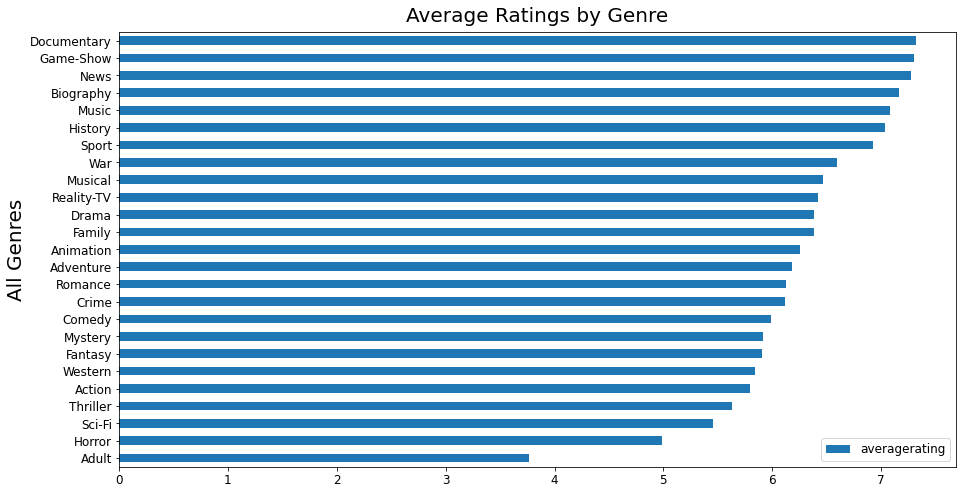 Average Ratings by Genre
All Genres
Documentary
Game-Show
News
Biography
Music
History
Sport
War
Musical
Reality-TV
Drama
Family
Animation
Adventure
Romance
Crime
Comedy
Mystery
Fantasy
Western
Action
Thriller
Sci-Fi
Horror
Adult
averagerating
0 1 2 3 4 5 6 7